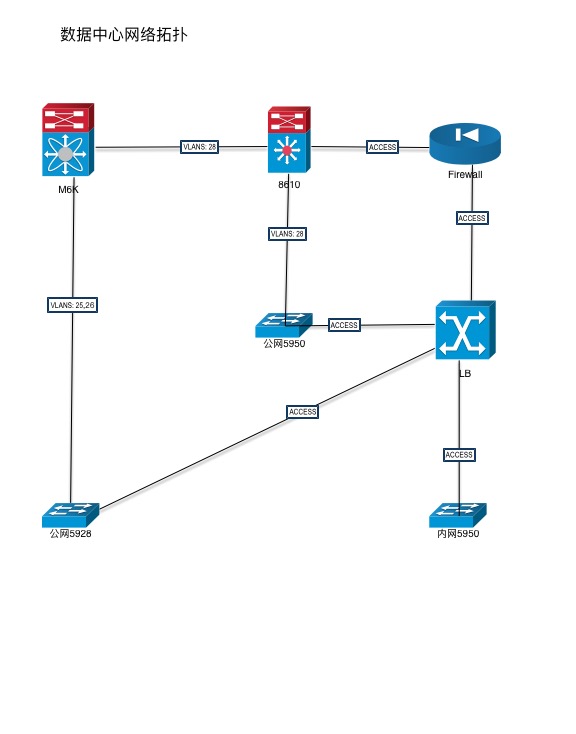 数据中心网络拓扑
VLANS: 28
ACCESS
M6K
8610
Firewall
ACCESS
VLANS: 28
VLANS: 25,26
ACCESS
公网5950
LB
ACCESS
ACCESS
公网5928
内网5950